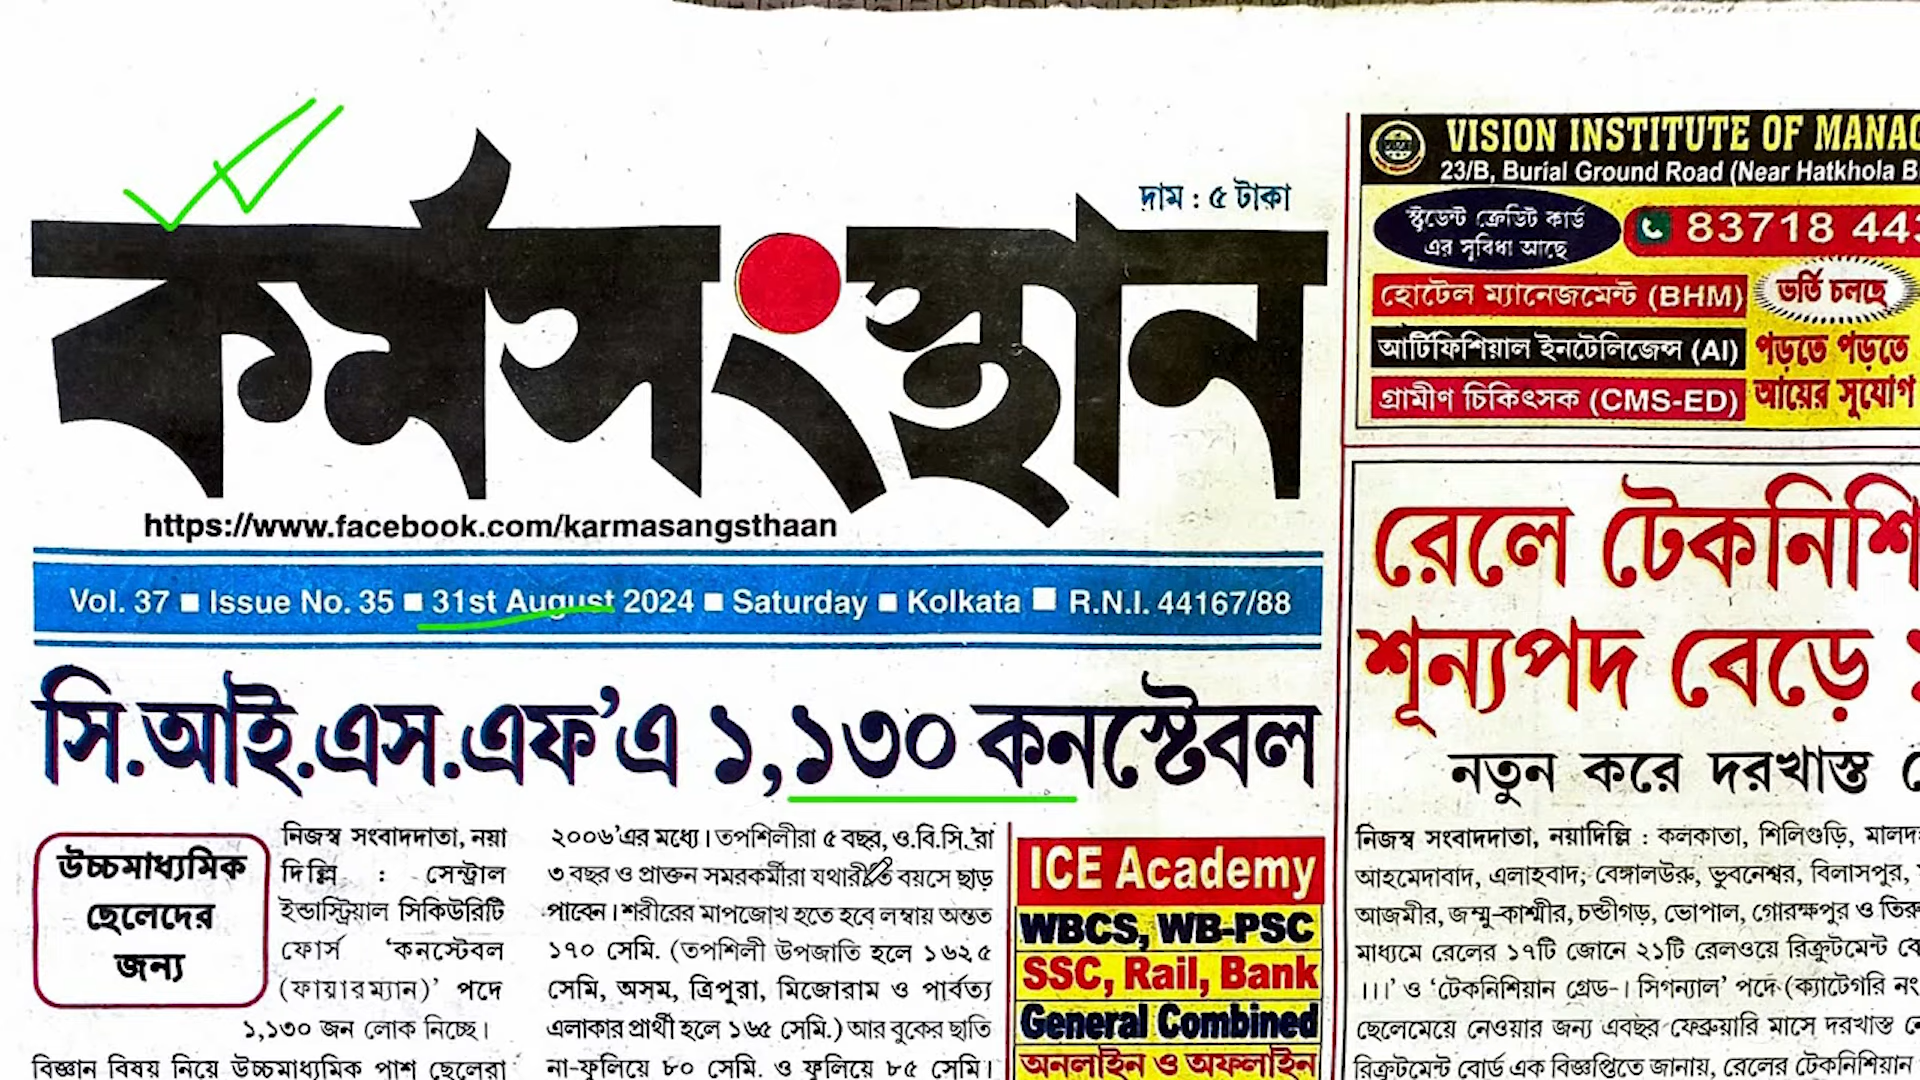 দাম : ৫ টাকা
কর্মসংস্থান
https://www.facebook.com/karmasangsthaan
Vol. 37 ■ Issue No. 35 ■ 31st August 2024 ■ Saturday ■ Kolkata ■ R.N.I. 44167/88
সি.আই.এস.এফ'এ ১,১৩০ কনস্টেবল
উচ্চমাধ্যমিক
ছেলেদের
জন্য
নিজস্ব সংবাদদাতা, নয়া
দিল্লি : সেন্ট্রাল
ইন্ডাস্ট্রিয়াল সিকিউরিটি
ফোর্স 'কনস্টেবল
(ফায়ারম্যান)' পদে
১,১৩০ জন লোক নিচ্ছে।
বিজ্ঞান বিষয় নিয়ে উচ্চমাধ্যমিক পাশ ছেলেরা
২০০৬'এর মধ্যে। তপশিলীরা ৫ বছর, ও.বি.সি.'রা
৩ বছর ও প্রাক্তন সমরকর্মীরা যথারীতি বয়সে ছাড়
পাবেন। শরীরের মাপজোখ হতে হবে লম্বায় অন্তত
১৭০ সেমি. (তপশিলী উপজাতি হলে ১৬২৫
সেমি, অসম, ত্রিপুরা, মিজোরাম ও পার্বত্য
এলাকার প্রার্থী হলে ১৬৫ সেমি.) আর বুকের ছাতি
না-ফুলিয়ে ৮০ সেমি. ও ফুলিয়ে ৮৫ সেমি।
ICE Academy
WBCS, WB-PSC
SSC, Rail, Bank
General Combined
অনলাইন ও অফলাইন
VISION INSTITUTE OF
23/B, Burial Ground Road (Near Hatkhola
স্টুডেন্ট ক্রেডিট কার্ড
এর সুবিধা আছে
83718
হোটেল ম্যানেজমেন্ট (BHM)
আর্টিফিশিয়াল ইনটেলিজেন্স (AI)
গ্রামীণ চিকিৎসক (CMS-ED)
ভর্তি চলছে
পড়তে পড়তে
আয়ের সুযোগ
রেলে
শূন্যপদ বেড়ে
নতুন করে দরখাস্ত
নিজস্ব সংবাদদাতা, নয়াদিল্লি : কলকাতা, শিলিগুড়ি,
আহমেদাবাদ, এলাহবাদ, বেঙ্গালউরু, ভুবনেশ্বর, বিলাসপুর,
আজমীর, জম্মু-কাশ্মীর, চন্ডীগড়, ভোপাল, গোরক্ষপুর ও
মাধ্যমে রেলের ১৭টি জোনে ২১টি রেলওয়ে রিক্রুটমেন্ট
।।।' ও 'টেকনিশিয়ান গ্রেড-। সিগন্যাল' পদে (ক্যাটেগরি নং
ছেলেমেয়ে নেওয়ার জন্য এবছর ফেব্রুয়ারি মাসে দরখাস্ত
রিক্রুটমেন্ট বোর্ড এক বিজ্ঞপ্তিতে জানায়, রেলের টেকনিশিয়ান